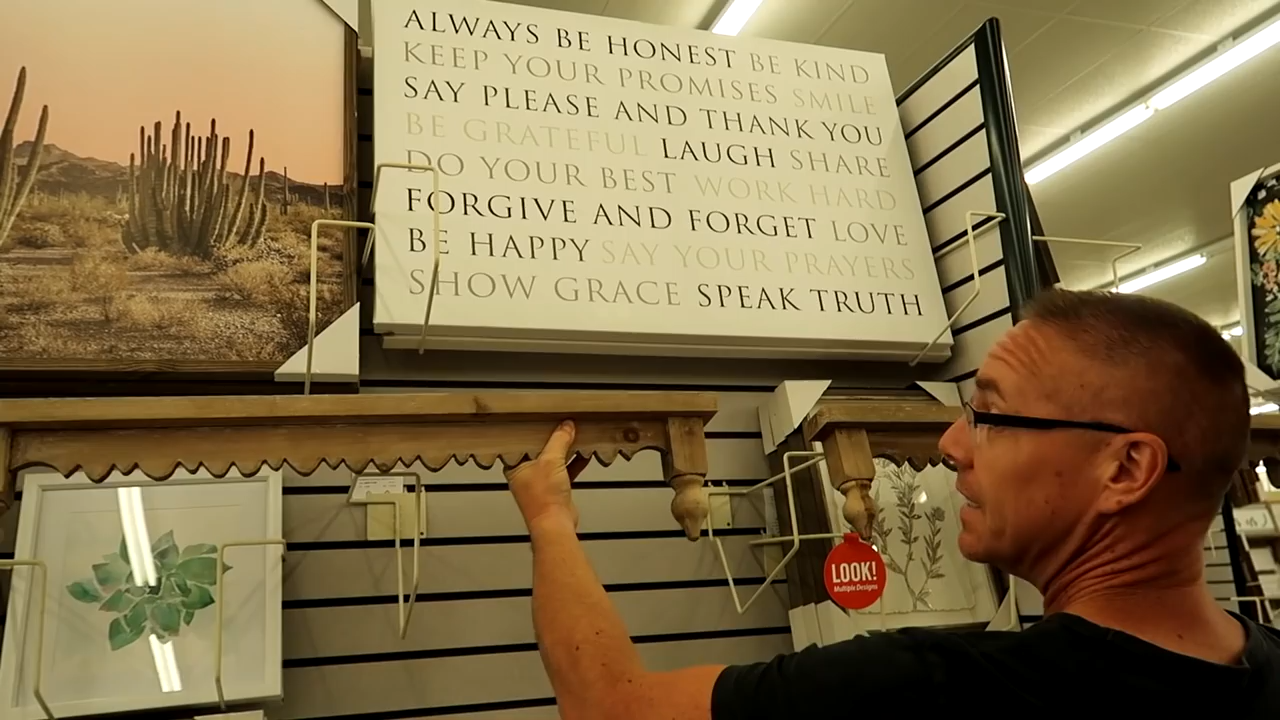 ALWAYS BE HONEST BE KIND
KEEP YOUR PROMISES SMILE
SAY PLEASE AND THANK YOU
BE GRATEFUL LAUGH SHARE
DO YOUR BEST WORK HARD
FORGIVE AND FORGET LOVE
BE HAPPY SAY YOUR PRAYERS
SHOW GRACE SPEAK TRUTH
LOOK!
Multiple Designs